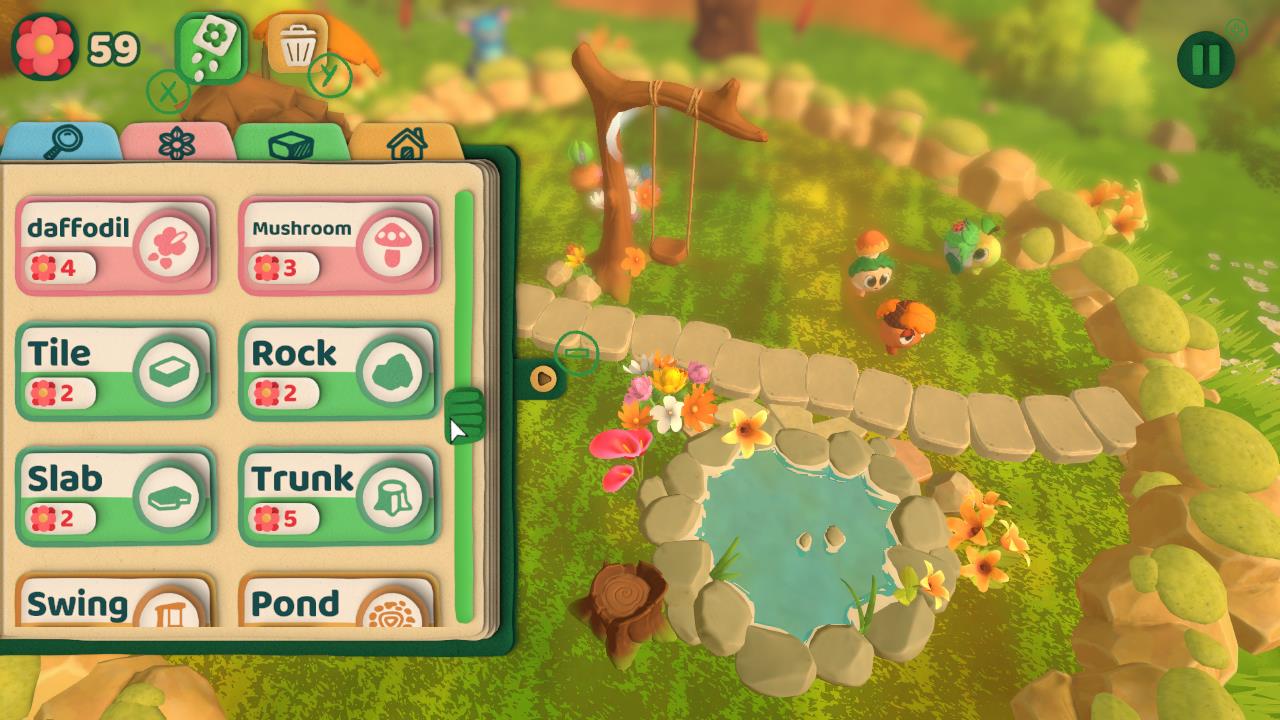 59
X
Y
daffodil
4
Mushroom
3
Tile
2
Rock
2
Slab
2
Trunk
5
Swing
Pond